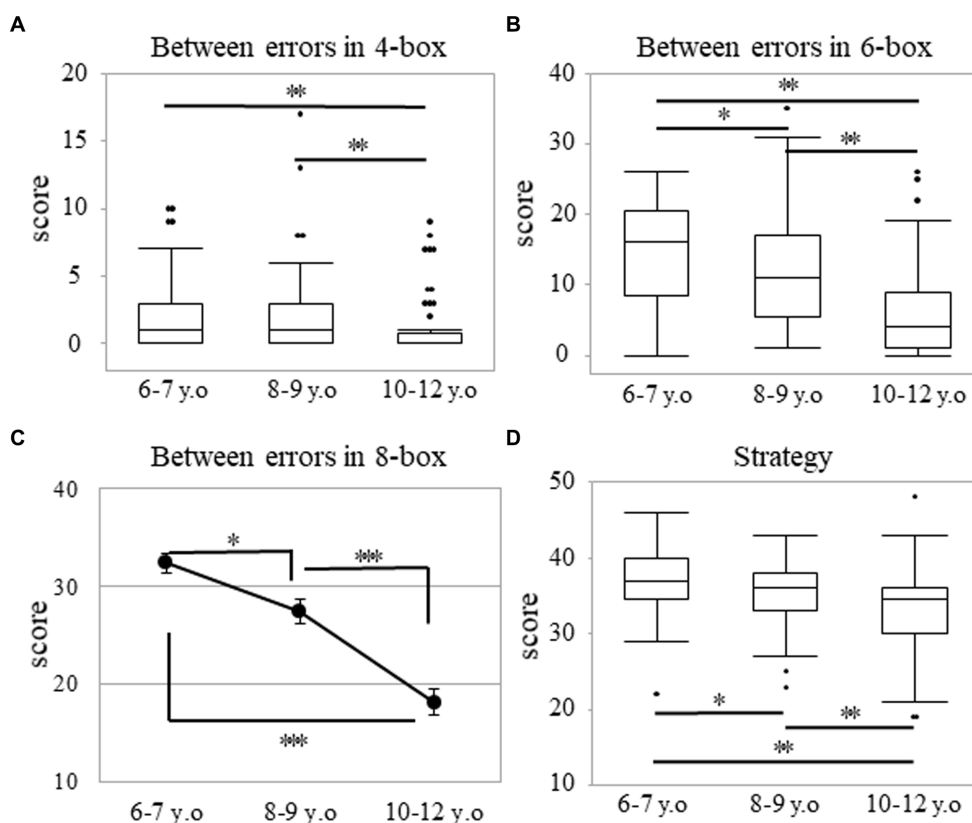 A
Between errors in 4-box
20
15
10
5
0
score
**
**
6-7 y.o
8-9 y.o
10-12 y.o
B
Between errors in 6-box
40
30
20
10
0
score
**
*
**
6-7 y.o
8-9 y.o
10-12 y.o
C
Between errors in 8-box
40
30
20
10
score
*
***
***
6-7 y.o
8-9 y.o
10-12 y.o
D
Strategy
50
40
30
20
10
score
*
**
**
6-7 y.o
8-9 y.o
10-12 y.o